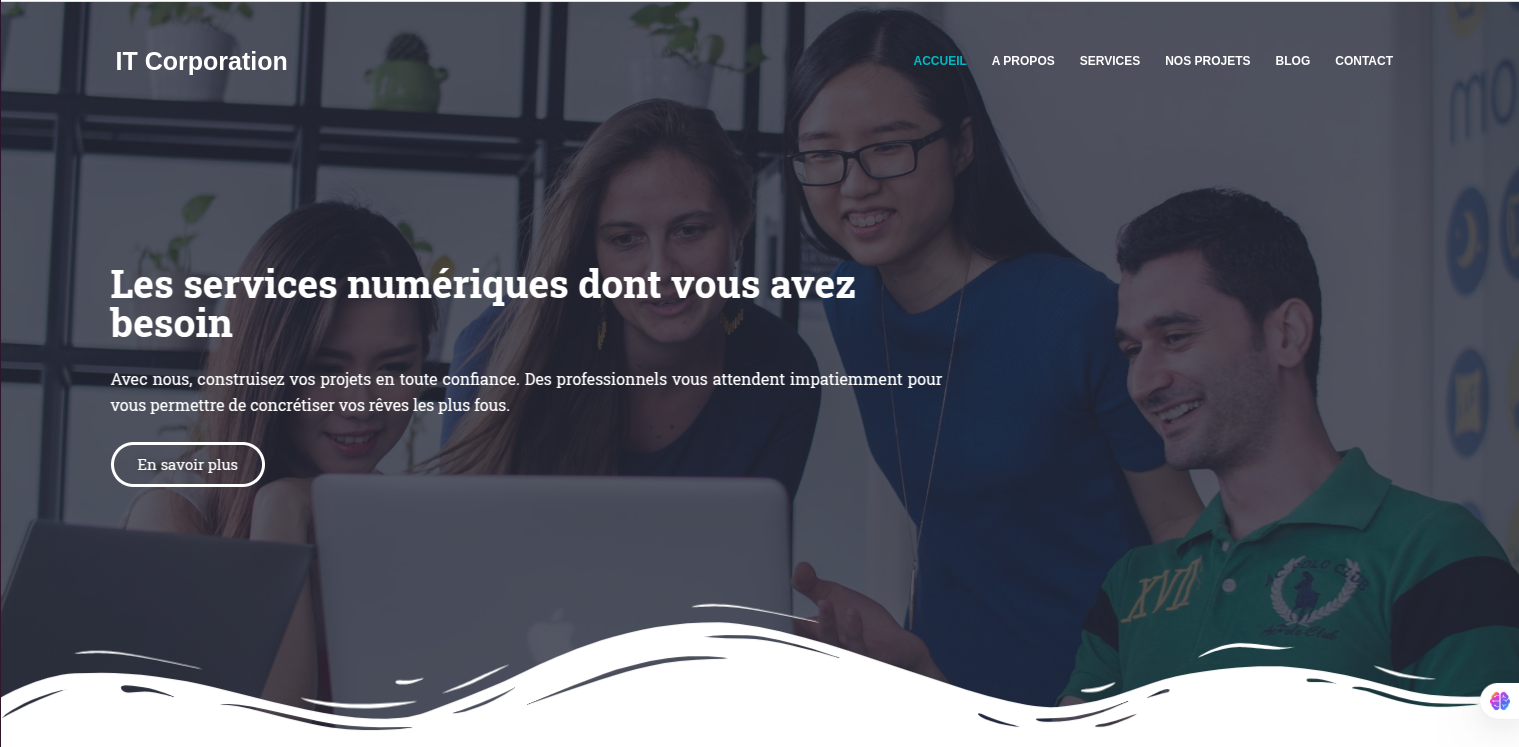 IT Corporation
ACCUEIL A PROPOS SERVICES NOS PROJETS BLOG CONTACT
Les services numériques dont vous avez
besoin
Avec nous, construisez vos projets en toute confiance. Des professionnels vous attendent impatiemment pour
vous permettre de concrétiser vos rêves les plus fous.
En savoir plus
XVII